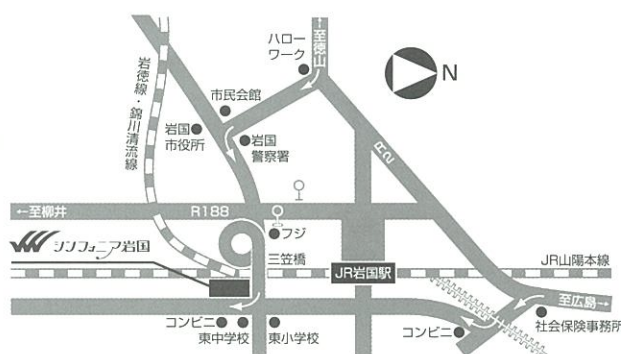 ←至徳山
ハロー
ワーク
N
岩徳線・錦川清流線
市民会館
岩国
市役所
岩国
警察署
R2
←至柳井
R188
フジ
シンフォニア岩国
三笠橋
JR岩国駅
JR山陽本線
至広島→
社会保険事務所
コンビニ
東中学校
東小学校
コンビニ